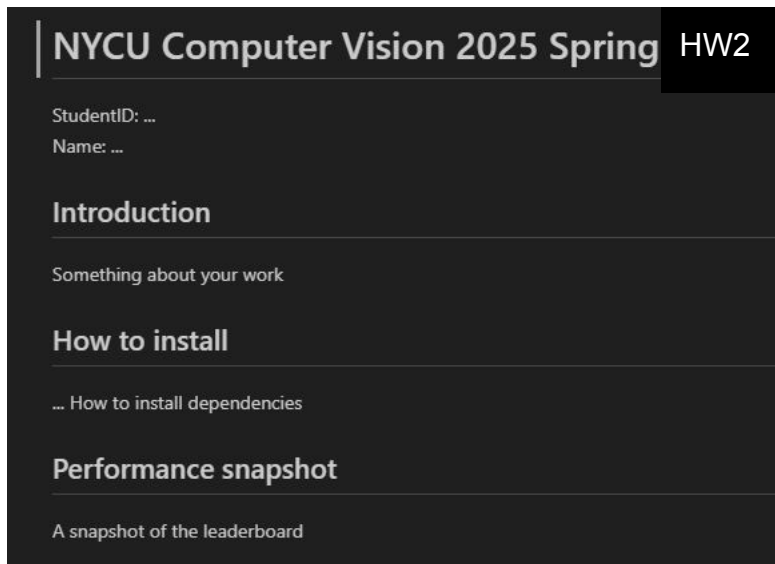 NYCU Computer Vision 2025 Spring HW2
StudentID: ...
Name: ...
Introduction
Something about your work
How to install
... How to install dependencies
Performance snapshot
A snapshot of the leaderboard